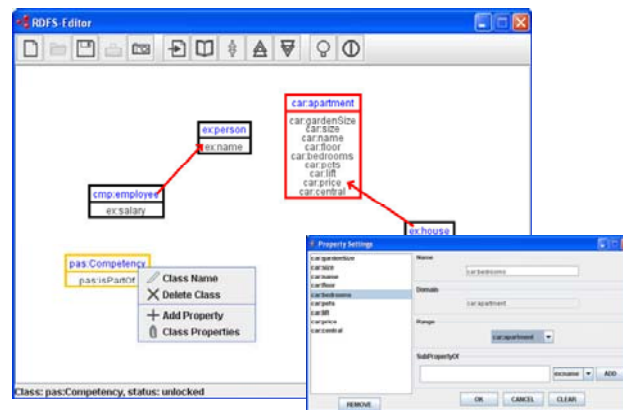 RDFS-Editor
car:apartment
car:gardenSize
car:size
car:name
car:floor
car:bedrooms
car:pets
car:lift
car:price
car:central
ex:person
ex:name
cmp:employee
ex:salary
ex:house
pas:Competency
pas:isPartOf
Class Name
Delete Class
Add Property
Class Properties
Class: pas:Competency, status: unlocked
Property Settings
car:gardenSize
car:size
car:name
car:floor
car:bedrooms
car:pets
car:lift
car:price
car:central
REMOVE
Name
car:bedrooms
Domain
car:apartment
Range
car:apartment
SubPropertyOf
ex:name ADD
OK CANCEL CLEAR